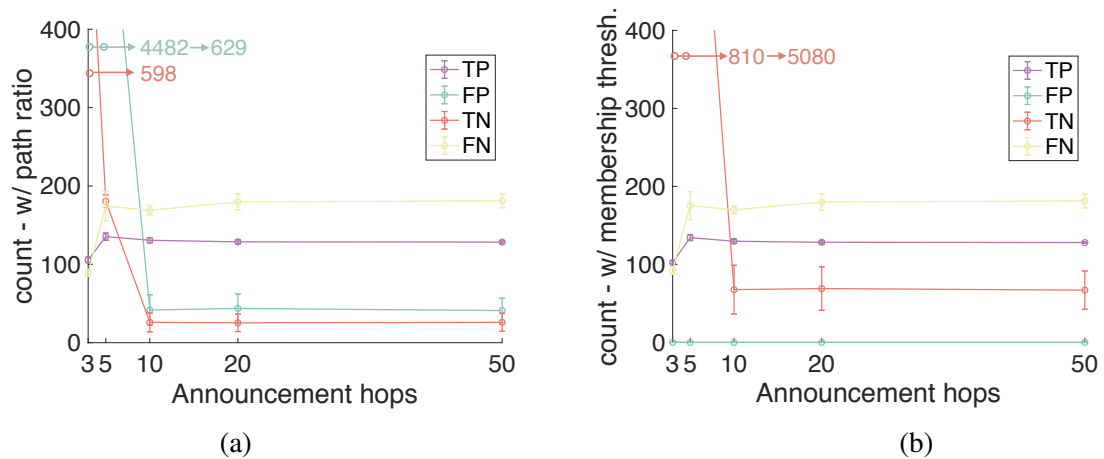 count - w/ path ratio
400
300
200
100
0
4482→629
598
TP
FP
TN
FN
3 5 10 20 50
Announcement hops
(a)
count - w/ membership thresh.
400
300
200
100
0
810→5080
TP
FP
TN
FN
3 5 10 20 50
Announcement hops
(b)